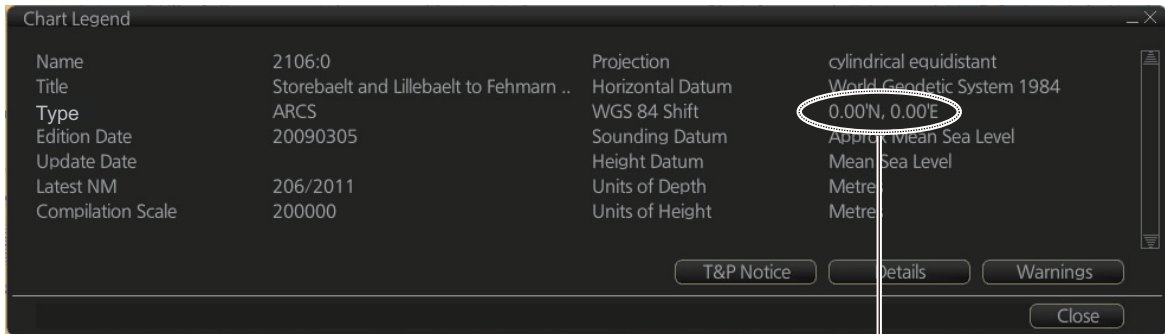 Chart Legend
Name 2106:0 Projection cylindrical equidistant
Title Storebaelt and Lillebaelt to Fehmarn .. Horizontal Datum World Geodetic System 1984
Type ARCS WGS 84 Shift 0.00'N, 0.00'E
Edition Date 20090305 Sounding Datum Approx Mean Sea Level
Update Date Height Datum Mean Sea Level
Latest NM 206/2011 Units of Depth Metres
Compilation Scale 200000 Units of Height Metres
T&P Notice Details Warnings
Close